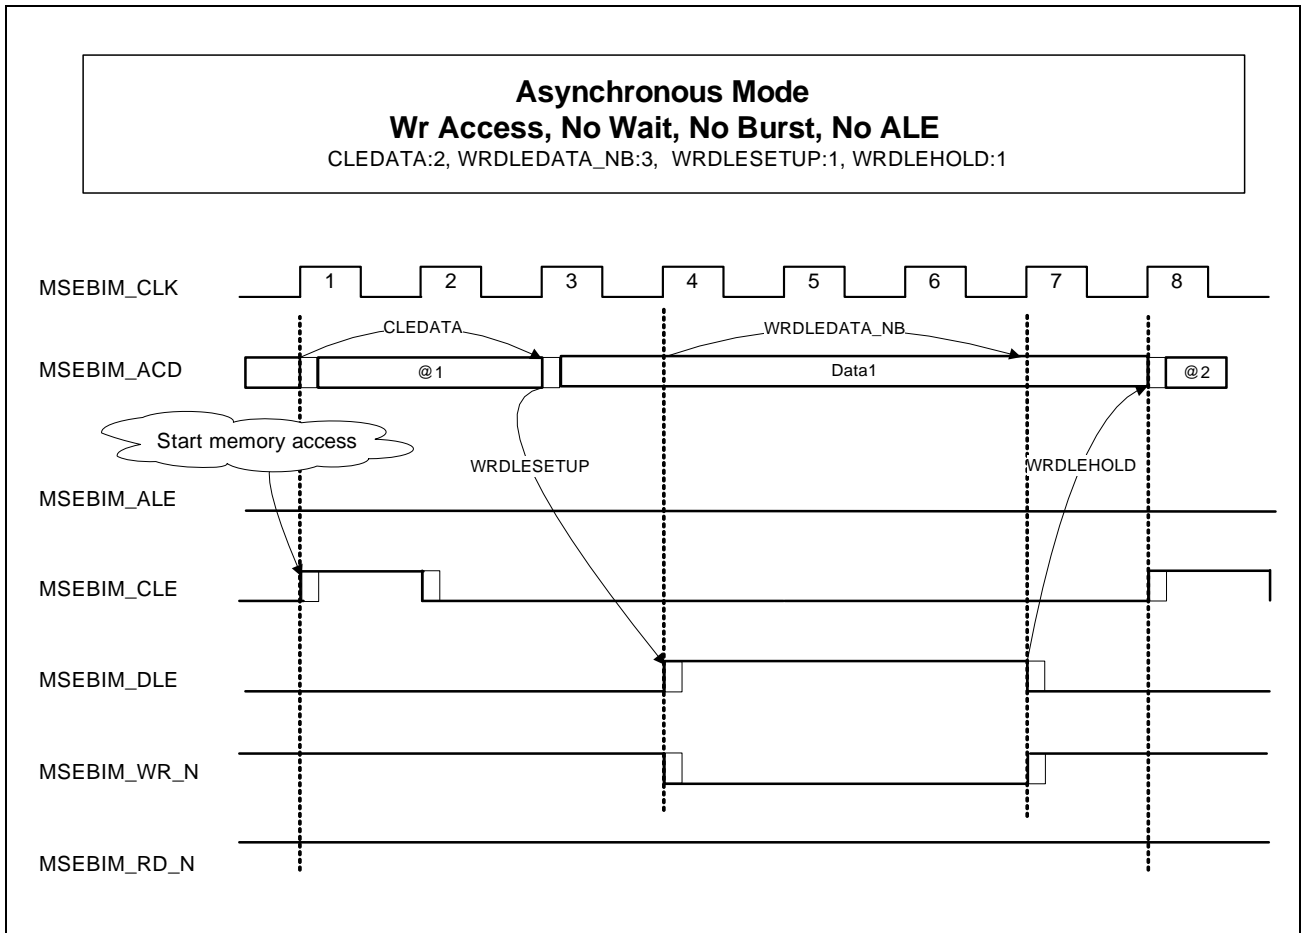 Asynchronous Mode
Wr Access, No Wait, No Burst, No ALE
CLEDATA:2, WRDLEDATA_NB:3, WRDLESETUP:1, WRDLEHOLD:1
MSEBIM_CLK
1 2 3 4 5 6 7 8
CLEDATA
WRDLEDATA_NB
MSEBIM_ACD
@1
Data1
@2
Start memory access
WRDLESETUP
WRDLEHOLD
MSEBIM_ALE
MSEBIM_CLE
MSEBIM_DLE
MSEBIM_WR_N
MSEBIM_RD_N